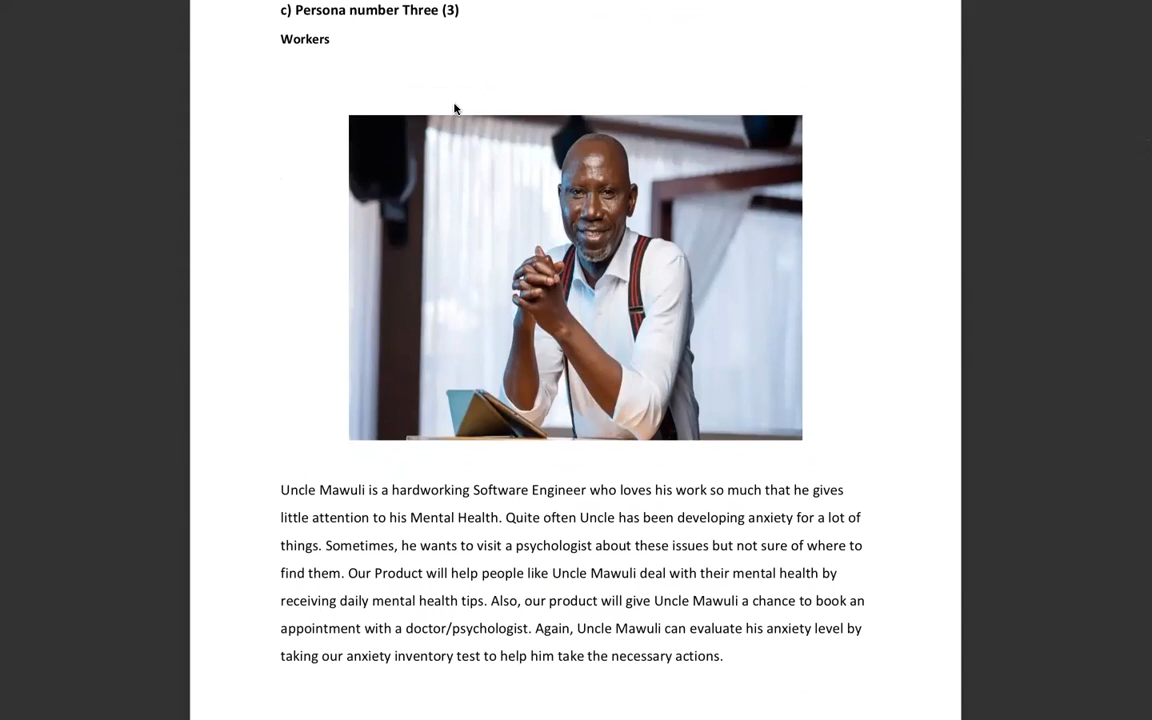 c) Persona number Three (3)
Workers
Uncle Mawuli is a hardworking Software Engineer who loves his work so much that he gives
little attention to his Mental Health. Quite often Uncle has been developing anxiety for a lot of
things. Sometimes, he wants to visit a psychologist about these issues but not sure of where to
find them. Our Product will help people like Uncle Mawuli deal with their mental health by
receiving daily mental health tips. Also, our product will give Uncle Mawuli a chance to book an
appointment with a doctor/psychologist. Again, Uncle Mawuli can evaluate his anxiety level by
taking our anxiety inventory test to help him take the necessary actions.